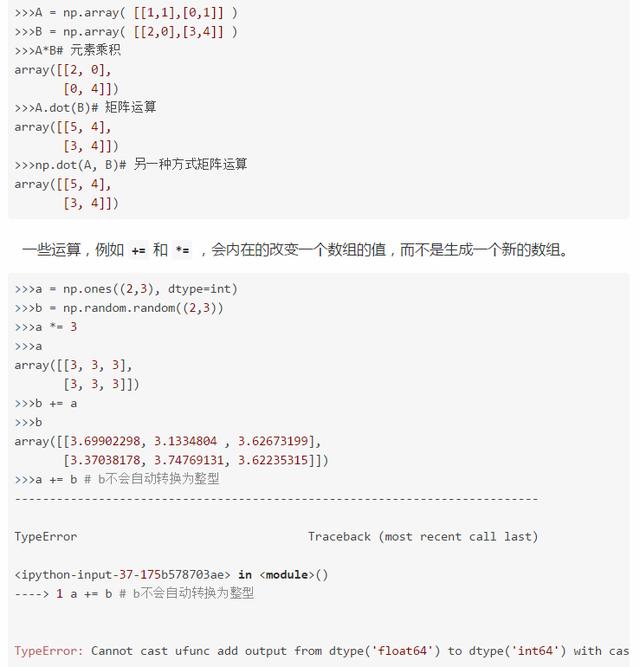 >>>A = np.array( [[1,1],[0,1]] )
>>>B = np.array( [[2,0],[3,4]] )
>>>A*B# 元素乘积
array([[2, 0],
       [0, 4]])
>>>A.dot(B)# 矩阵运算
array([[5, 4],
       [3, 4]])
>>>np.dot(A, B)# 另一种方式矩阵运算
array([[5, 4],
       [3, 4]])
一些运算，例如 += 和 *= ，会内在的改变一个数组的值，而不是生成一个新的数组。
>>>a = np.ones((2,3), dtype=int)
>>>b = np.random.random((2,3))
>>>a *= 3
>>>a
array([[3, 3, 3],
       [3, 3, 3]])
>>>b += a
>>>b
array([[3.69902298, 3.1334804 , 3.62673199],
       [3.37038178, 3.74769131, 3.62235315]])
>>>a += b # b不会自动转换为整型
---------------------------------------------------------------------------
TypeError                                 Traceback (most recent call last)
<ipython-input-37-175b578703ae> in <module>()
----> 1 a += b # b不会自动转换为整型
TypeError: Cannot cast ufunc add output from dtype('float64') to dtype('int64') with cas